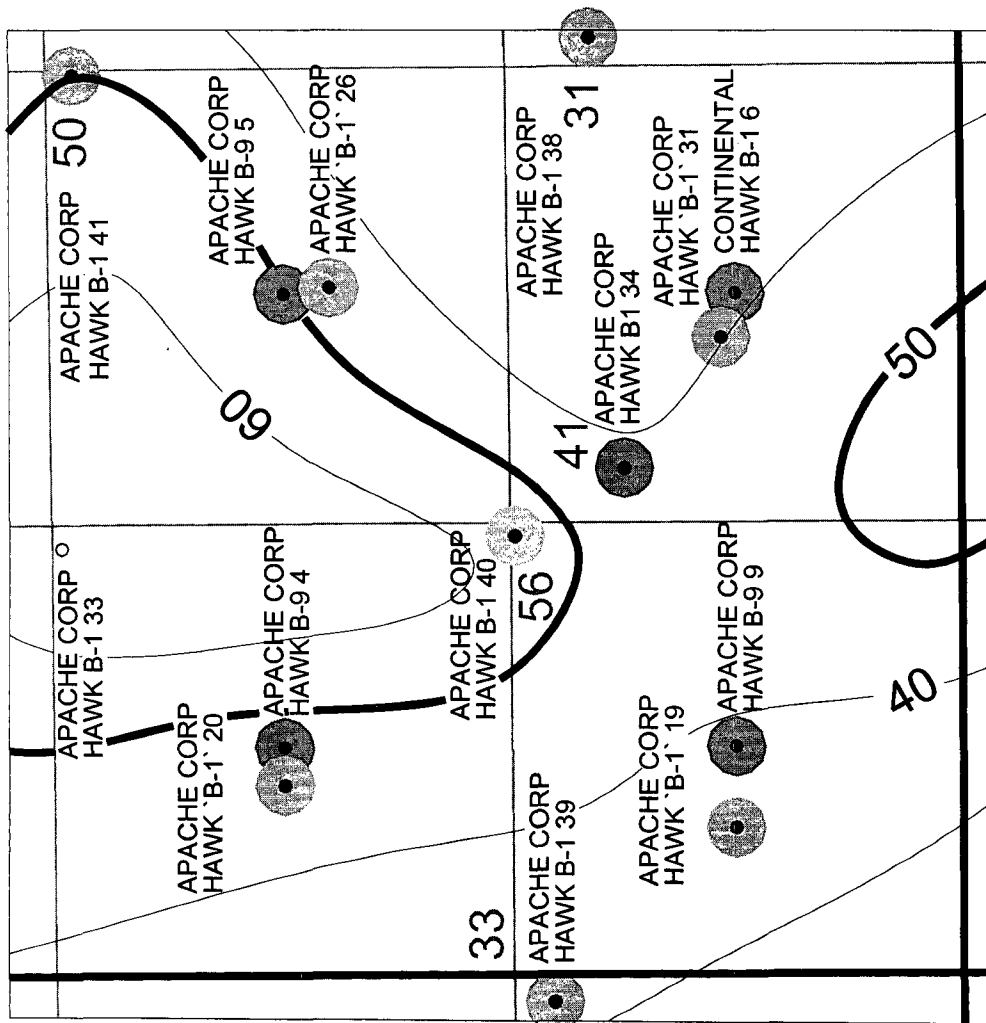 50
APACHE CORP
HAWK B-1 41
APACHE CORP
HAWK B-9 5
APACHE CORP
HAWK `B-1` 26
60
APACHE CORP
HAWK B-1 33
APACHE CORP
HAWK B-9 4
APACHE CORP
HAWK `B-1` 20
APACHE CORP
HAWK B-1 40
56
31
APACHE CORP
HAWK B-1 38
41
APACHE CORP
HAWK B1 34
APACHE CORP
HAWK `B-1` 31
CONTINENTAL
HAWK B-1 6
50
33
APACHE CORP
HAWK B-1 39
APACHE CORP
HAWK B-9 9
APACHE CORP
HAWK `B-1` 19
40